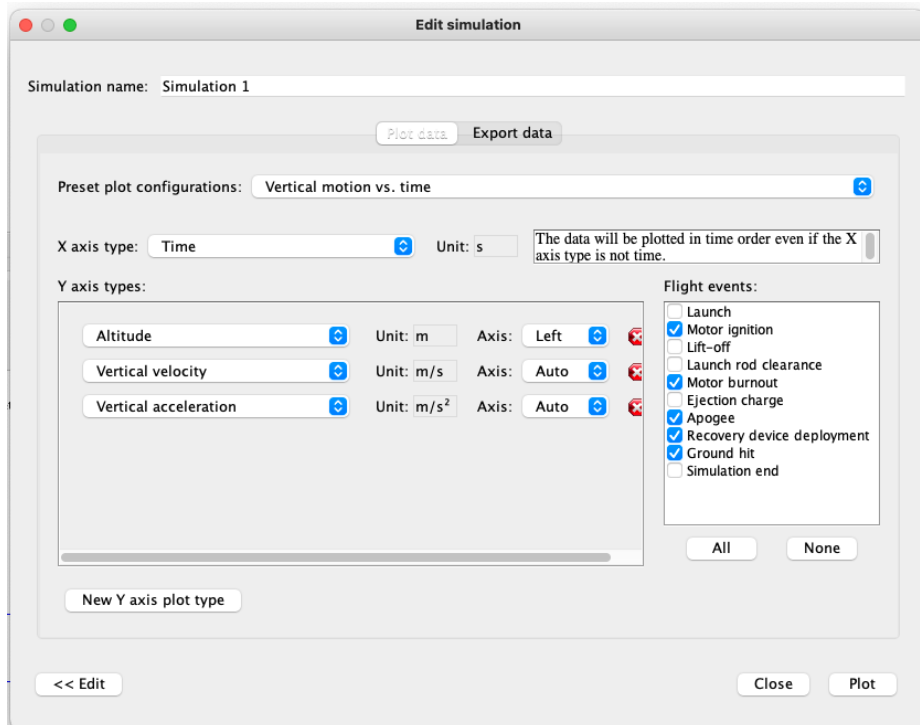 Edit simulation
Simulation name: Simulation 1
Plot data Export data
Preset plot configurations: Vertical motion vs. time
X axis type: Time Unit: s
The data will be plotted in time order even if the X
axis type is not time.
Y axis types:
Altitude Unit: m Axis: Left
Vertical velocity Unit: m/s Axis: Auto
Vertical acceleration Unit: m/s² Axis: Auto
New Y axis plot type
Flight events:
Launch
Motor ignition
Lift-off
Launch rod clearance
Motor burnout
Ejection charge
Apogee
Recovery device deployment
Ground hit
Simulation end
All None
<< Edit Close Plot